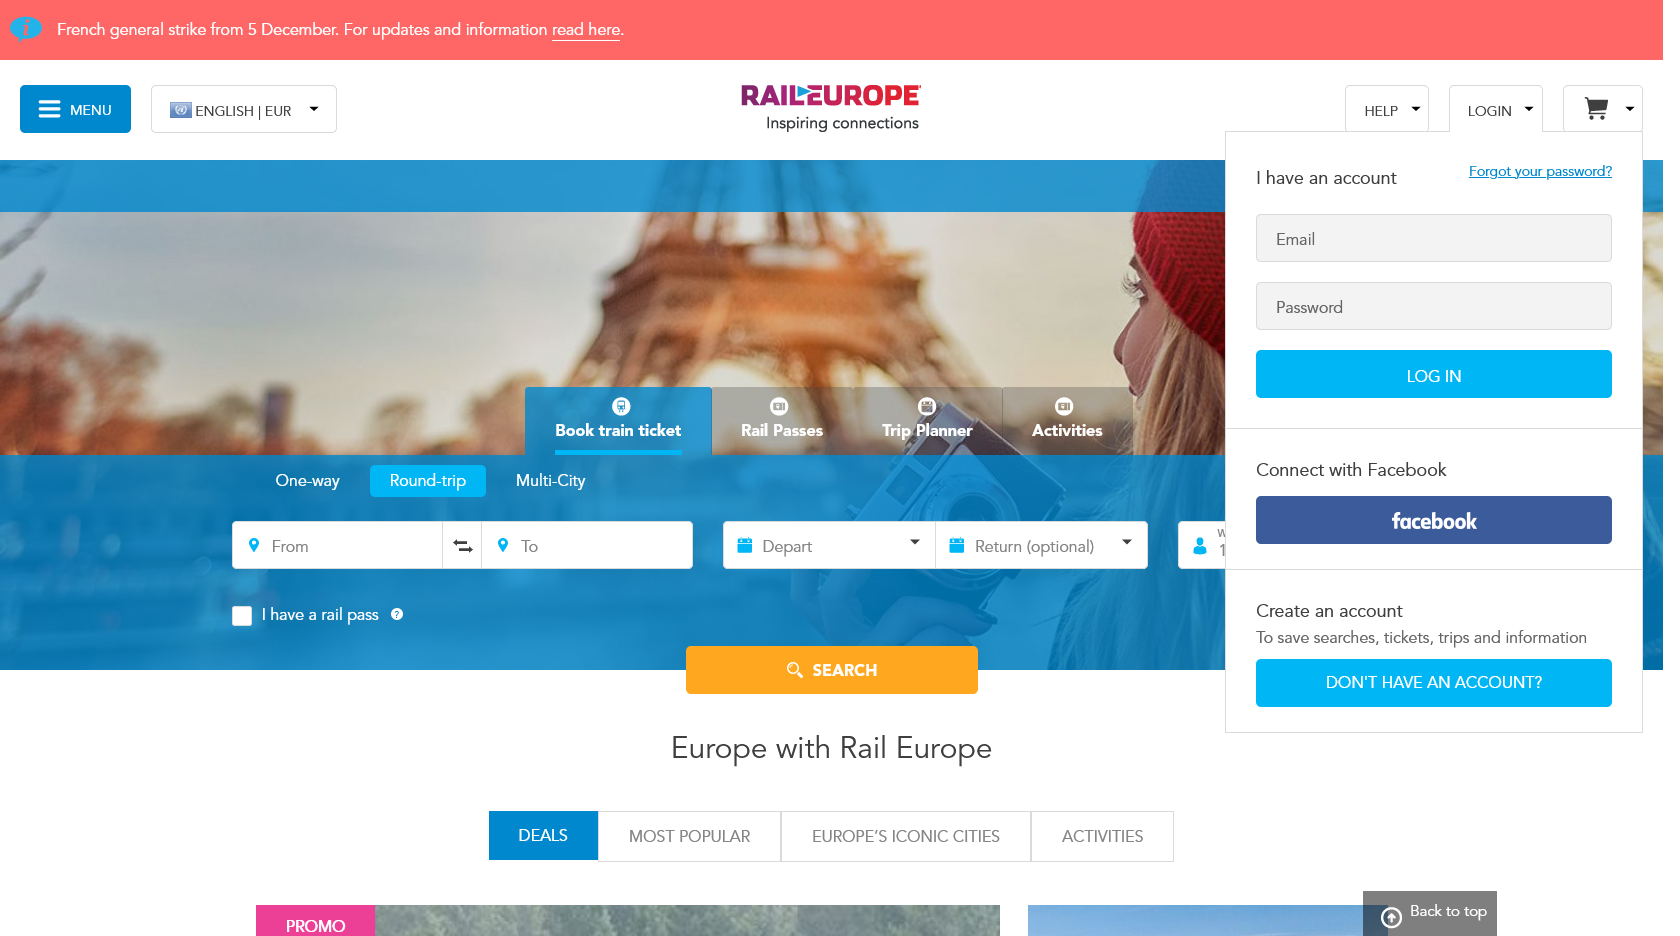 French general strike from 5 December. For updates and information read here.
MENU
ENGLISH | EUR
RAILEUROPE
Inspiring connections
HELP
LOGIN
I have an account
Forgot your password?
Email
Password
LOG IN
Connect with Facebook
facebook
Create an account
To save searches, tickets, trips and information
DON'T HAVE AN ACCOUNT?
Book train ticket
Rail Passes
Trip Planner
Activities
One-way
Round-trip
Multi-City
From
To
Depart
Return (optional)
I have a rail pass
SEARCH
Europe with Rail Europe
DEALS
MOST POPULAR
EUROPE’S ICONIC CITIES
ACTIVITIES
PROMO
Back to top